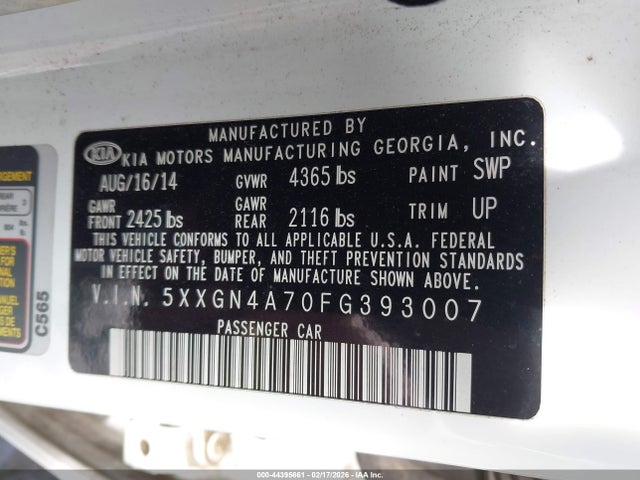 MANUFACTURED BY
KIA KIA MOTORS MANUFACTURING GEORGIA, INC.
AUG/16/14 GVWR 4365 lbs PAINT SWP
GAWR FRONT 2425 lbs GAWR REAR 2116 lbs TRIM UP
THIS VEHICLE CONFORMS TO ALL APPLICABLE U.S.A. FEDERAL
MOTOR VEHICLE SAFETY, BUMPER, AND THEFT PREVENTION STANDARDS
IN EFFECT ON THE DATE OF MANUFACTURE SHOWN ABOVE.
V.I.N. 5XXGN4A70FG393007
PASSENGER CAR
C565
000-44395661 - 02/17/2026 - IAA Inc.